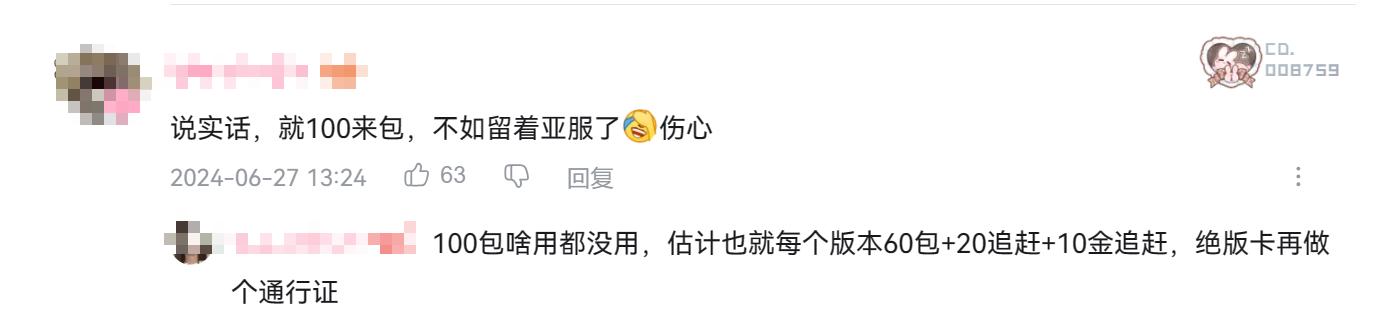 CD.
008759
说实话，就100来包，不如留着亚服了伤心
2024-06-27 13:24 63 回复
100包啥用都没用，估计也就每个版本60包+20追赶+10金追赶，绝版卡再做
个通行证